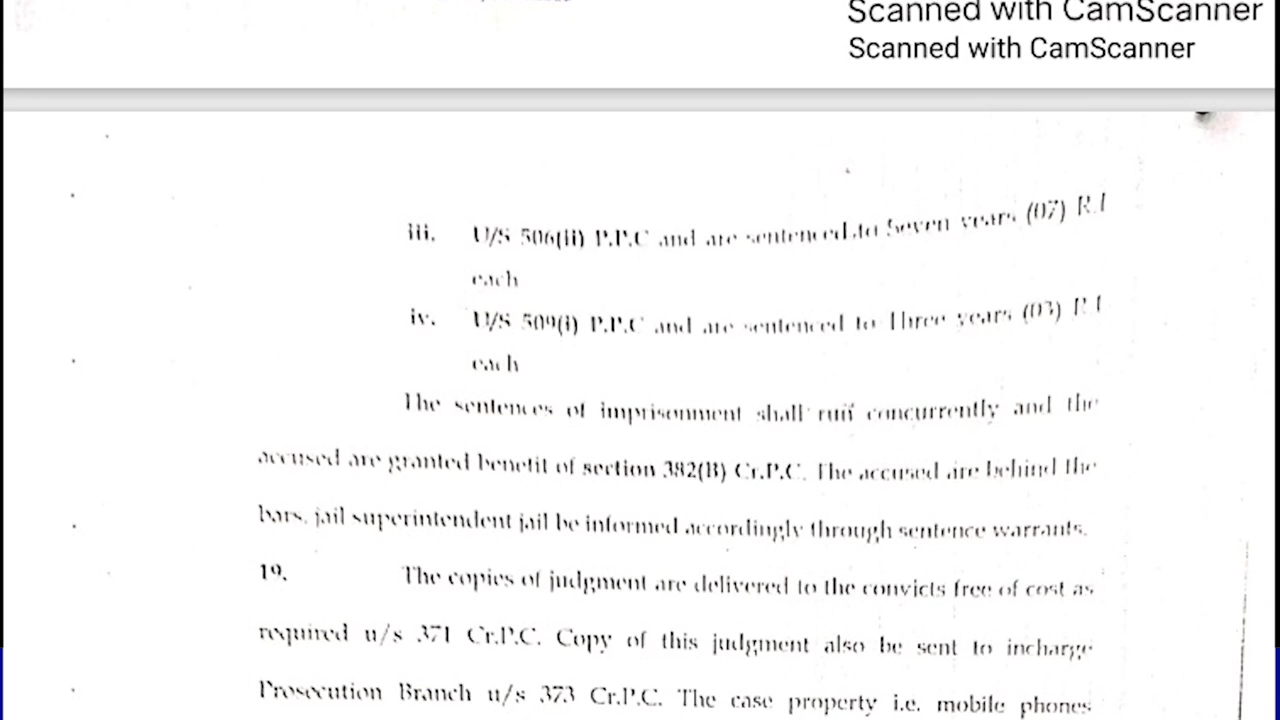 Scanned with CamScanner
Scanned with CamScanner
iii. U/S 506(ii) P.P.C and are sentenced to Seven years (07) R.I
each
iv. U/S 509(i) P.P.C and are sentenced to Three years (03) R.I
each
The sentences of imprisonment shall run concurrently and the
accused are granted benefit of section 382(B) Cr.P.C. The accused are behind the
bars, jail superintendent jail be informed accordingly through sentence warrants.
19. The copies of judgment are delivered to the convicts free of cost as
required u/s 371 Cr.P.C. Copy of this judgment also be sent to incharge
Prosecution Branch u/s 373 Cr.P.C. The case property i.e. mobile phones